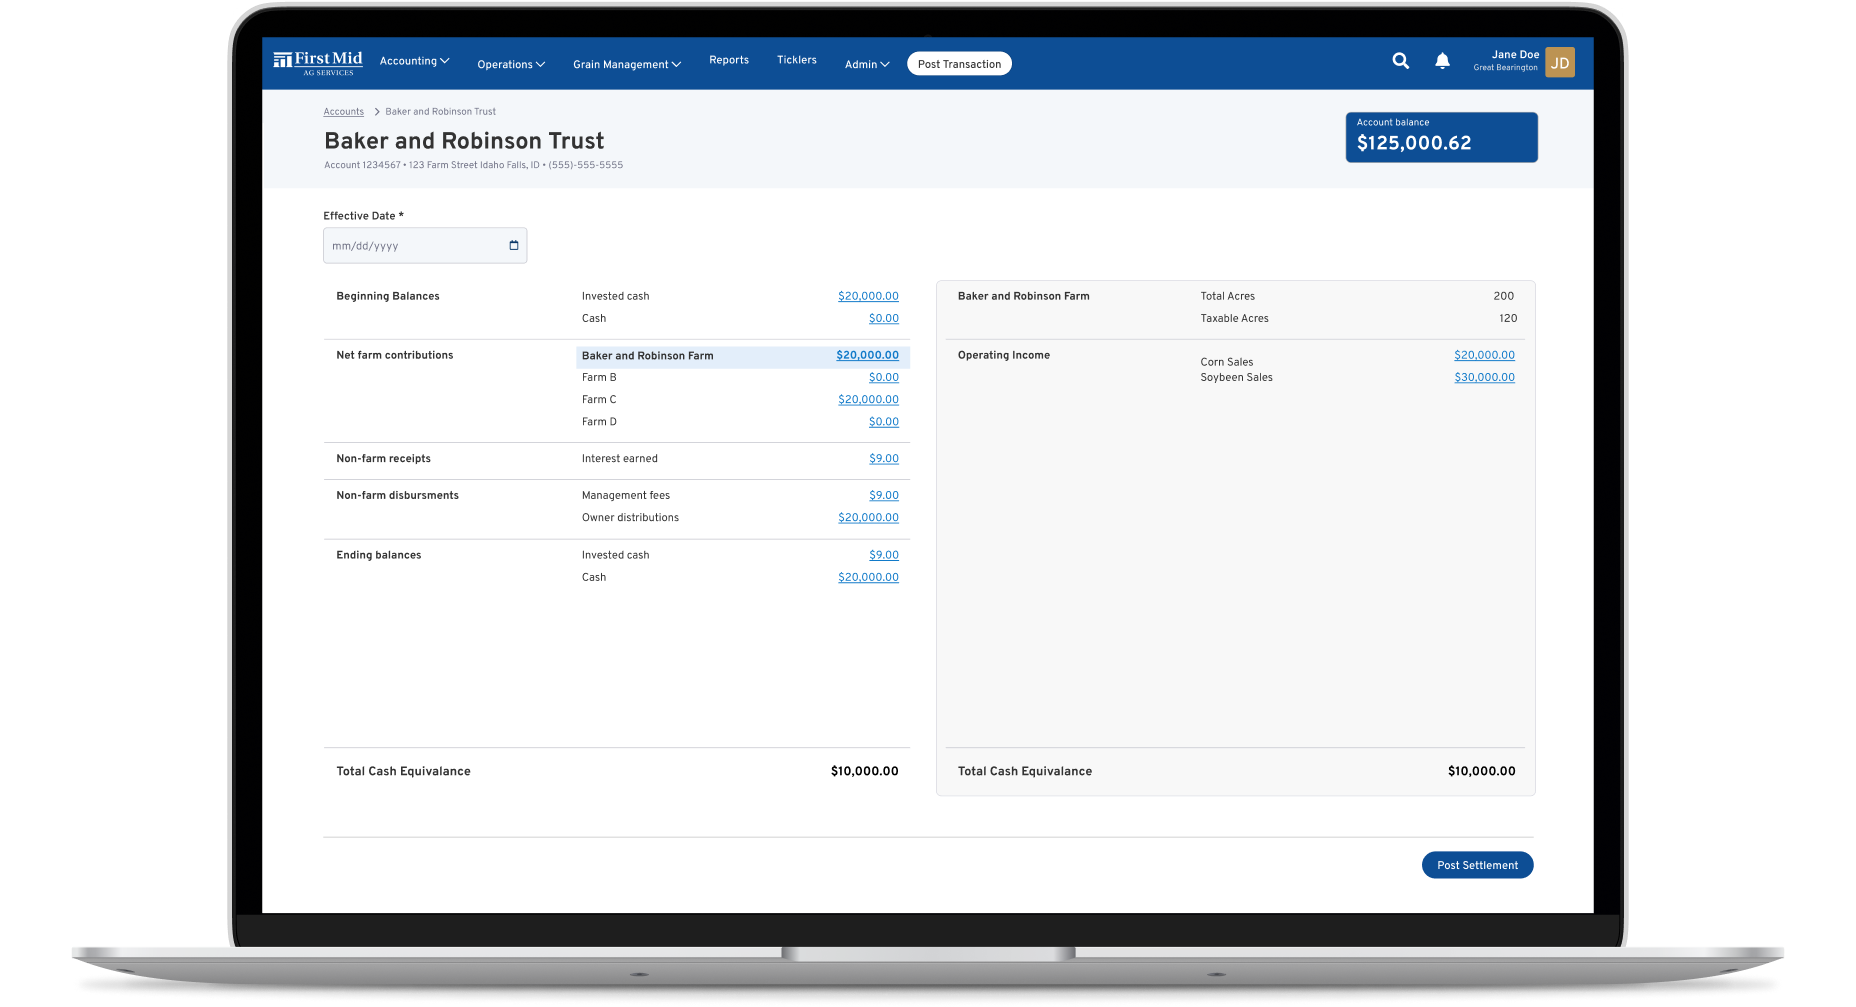 First Mid
AG SERVICES
Accounting
Operations
Grain Management
Reports
Ticklers
Admin
Post Transaction
Jane Doe
Great Bearington
JD
Accounts > Baker and Robinson Trust
Baker and Robinson Trust
Account 1234567 • 123 Farm Street Idaho Falls, ID • (555)-555-5555
Account balance
$125,000.62
Effective Date *
mm/dd/yyyy
Beginning Balances Invested cash $20,000.00
Cash $0.00
Net farm contributions Baker and Robinson Farm $20,000.00
Farm B $0.00
Farm C $20,000.00
Farm D $0.00
Non-farm receipts Interest earned $9.00
Non-farm disbursments Management fees $9.00
Owner distributions $20,000.00
Ending balances Invested cash $9.00
Cash $20,000.00
Total Cash Equivalance $10,000.00
Baker and Robinson Farm Total Acres 200
Taxable Acres 120
Operating Income Corn Sales $20,000.00
Soybeen Sales $30,000.00
Total Cash Equivalance $10,000.00
Post Settlement